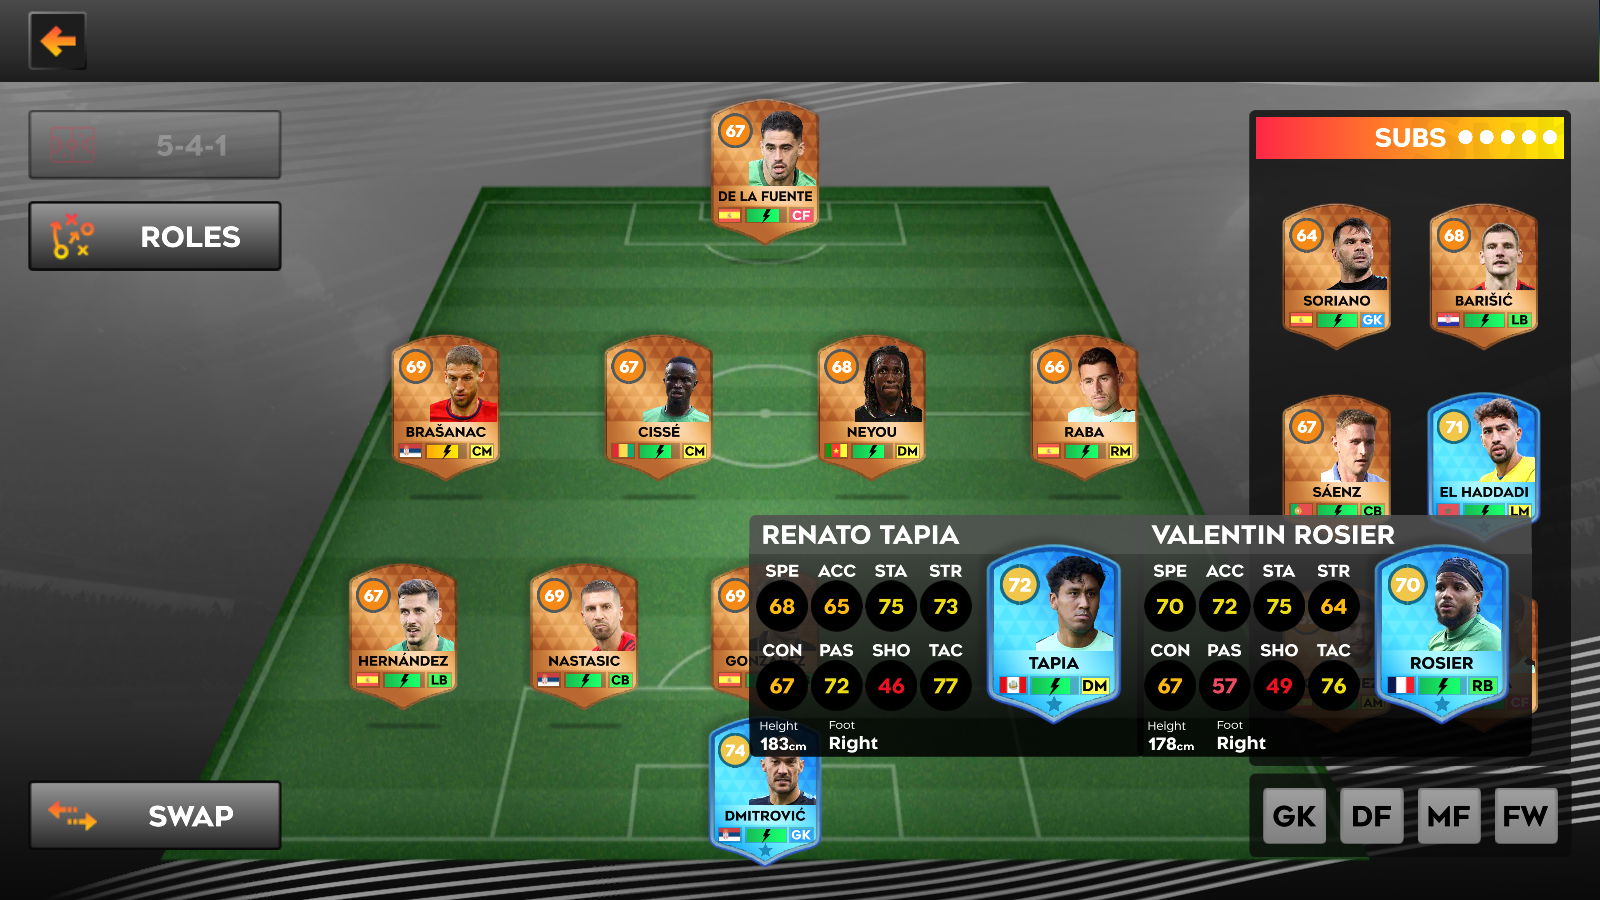 5-4-1
ROLES
SWAP
67
DE LA FUENTE
CF
69
BRAŠANAC
CM
67
CISSÉ
CM
68
NEYOU
DM
66
RABA
RM
67
HERNÁNDEZ
LB
69
NASTASIC
CB
69
74
DMITROVIĆ
GK
SUBS
64
SORIANO
GK
68
BARIŠIĆ
LB
67
SÁENZ
CB
71
EL HADDADI
LM
RENATO TAPIA
SPE ACC STA STR
68 65 75 73
CON PAS SHO TAC
67 72 46 77
Height Foot
183cm Right
72
TAPIA
DM
VALENTIN ROSIER
SPE ACC STA STR
70 72 75 64
CON PAS SHO TAC
67 57 49 76
Height Foot
178cm Right
70
ROSIER
RB
AM
CF
GK DF MF FW